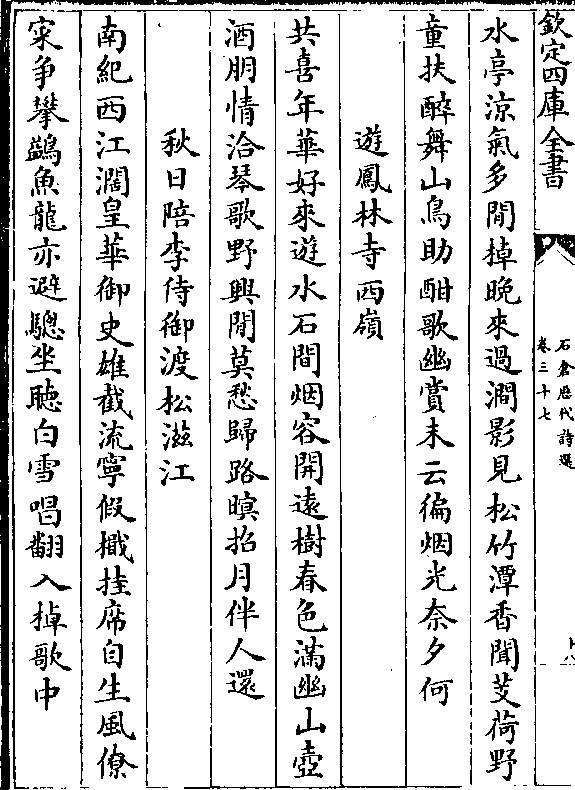 欽定四庫全書
石倉歷代詩選
卷三十七
水亭涼氣多閒掉晚來過澗影見松竹潭香聞芰荷野
童扶醉舞山鳥助酣歌幽賞未云徧烟光奈夕何
遊鳳林寺西嶺
共喜年華好來遊水石間烟容開遠樹春色滿幽山壺
酒朋情洽琴歌野興閒莫愁歸路暝招月伴人還
秋日陪李侍御渡松滋江
南紀西江濶皇華御史雄截流寧假檝挂席自生風僚
寀争攀鷁魚龍亦避驄坐聽白雪唱翻入掉歌中